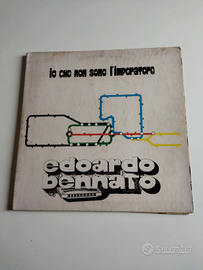 io che non sono l'imperatore
edoardo
bennato
SUBITO